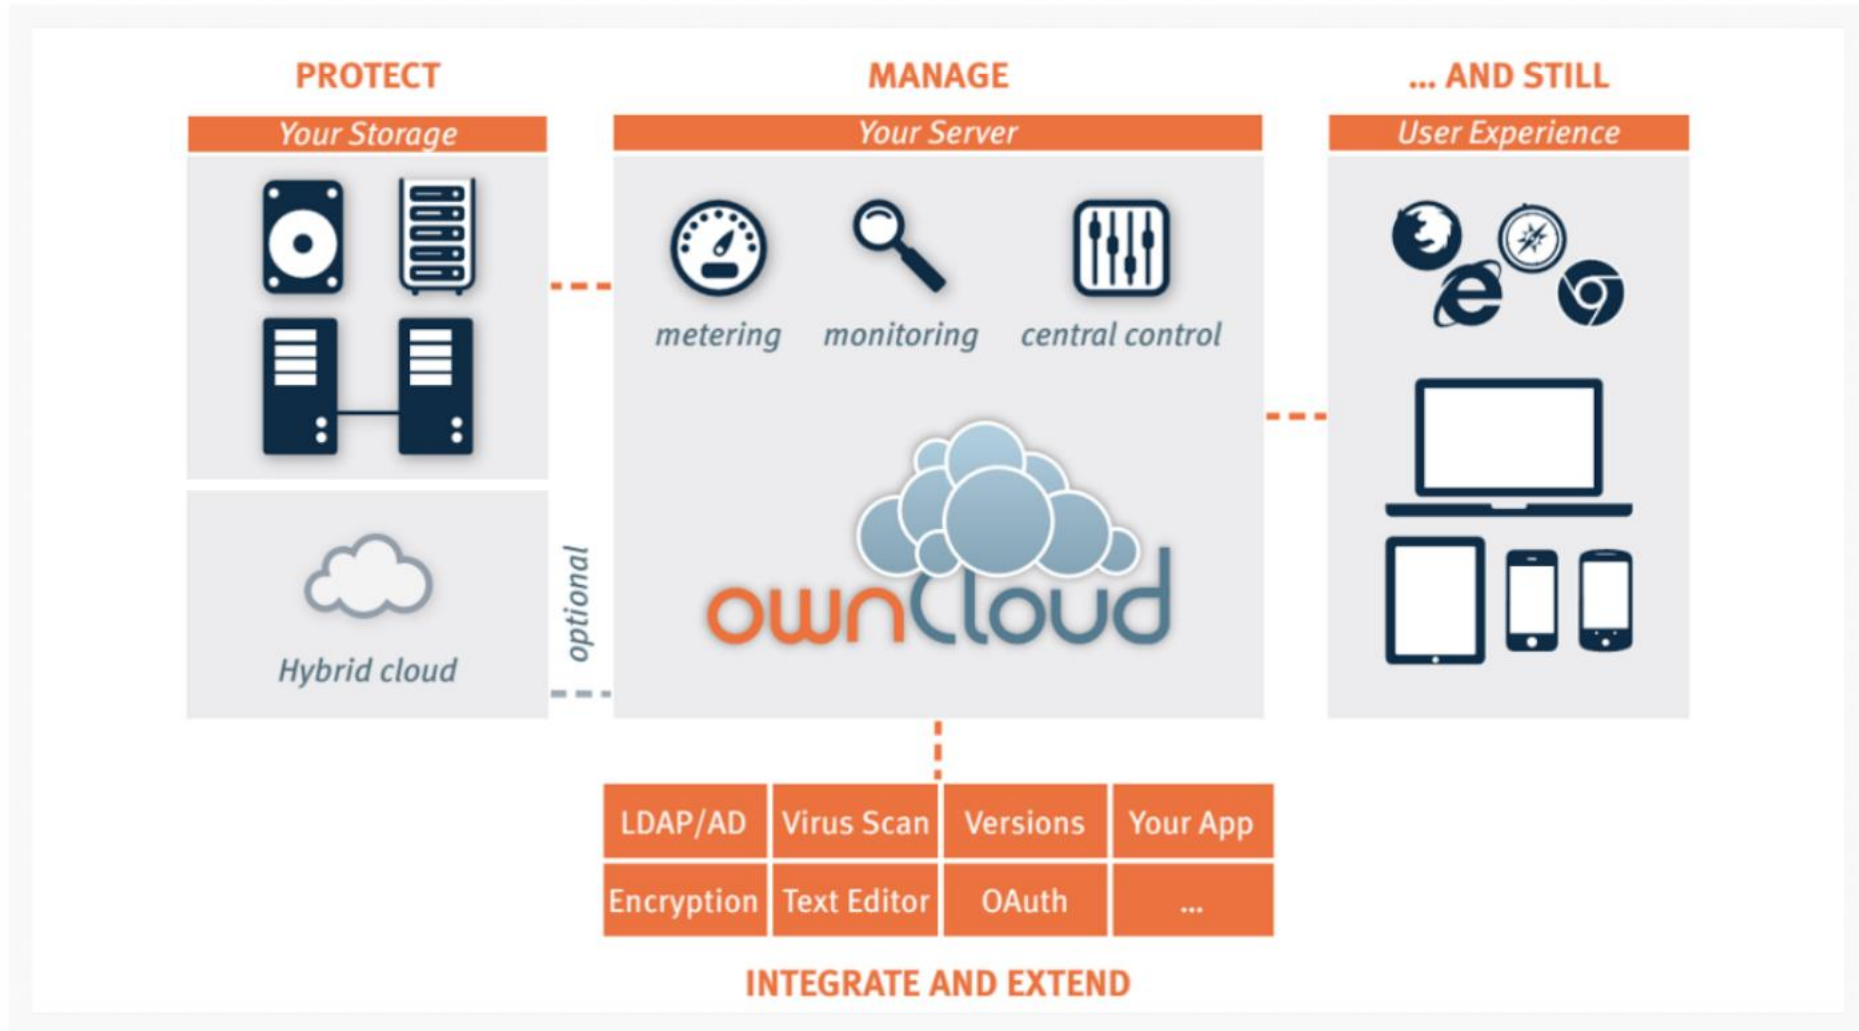 PROTECT
MANAGE
... AND STILL
Your Storage
Your Server
User Experience
metering
monitoring
central control
optional
Hybrid cloud
ownCloud
LDAP/AD
Virus Scan
Versions
Your App
Encryption
Text Editor
OAuth
...
INTEGRATE AND EXTEND